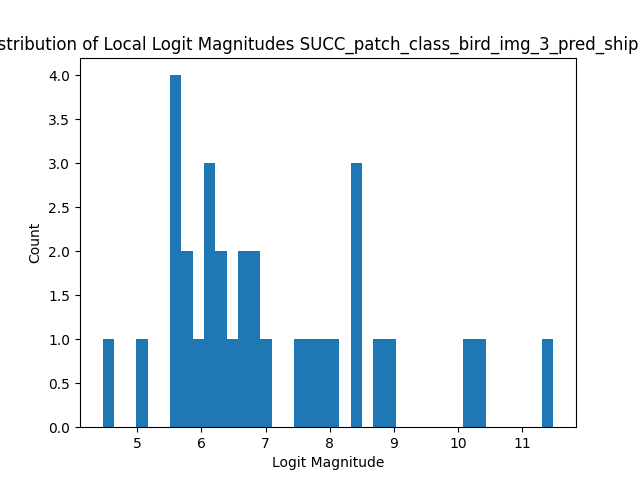 stribution of Local Logit Magnitudes SUCC_patch_class_bird_img_3_pred_ship
4.0
3.5
3.0
2.5
2.0
1.5
1.0
0.5
0.0
Count
5 6 7 8 9 10 11
Logit Magnitude